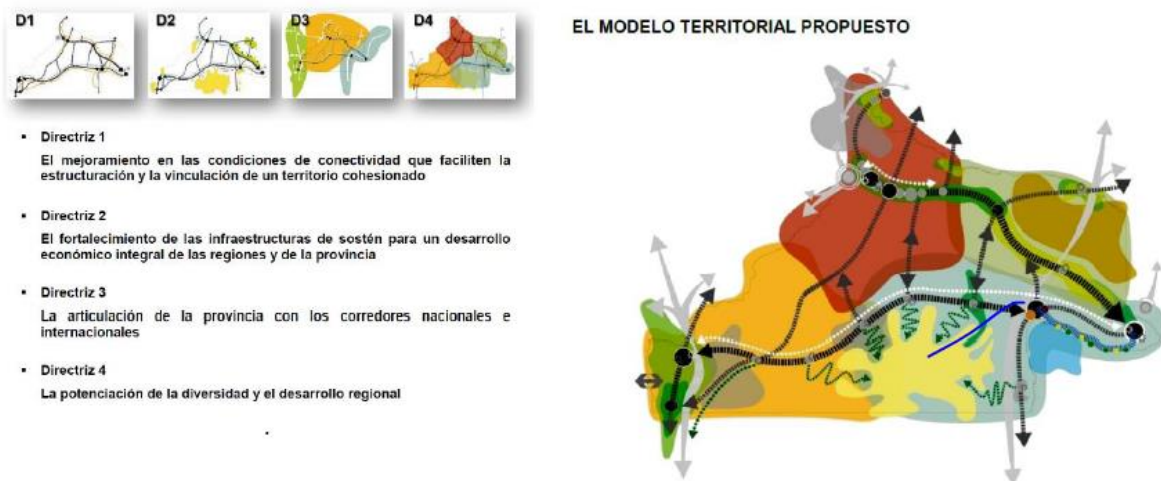 D1
D2
D3
D4
EL MODELO TERRITORIAL PROPUESTO
▪ Directriz 1
El mejoramiento en las condiciones de conectividad que faciliten la
estructuración y la vinculación de un territorio cohesionado
▪ Directriz 2
El fortalecimiento de las infraestructuras de sostén para un desarrollo
económico integral de las regiones y de la provincia
▪ Directriz 3
La articulación de la provincia con los corredores nacionales e
internacionales
▪ Directriz 4
La potenciación de la diversidad y el desarrollo regional